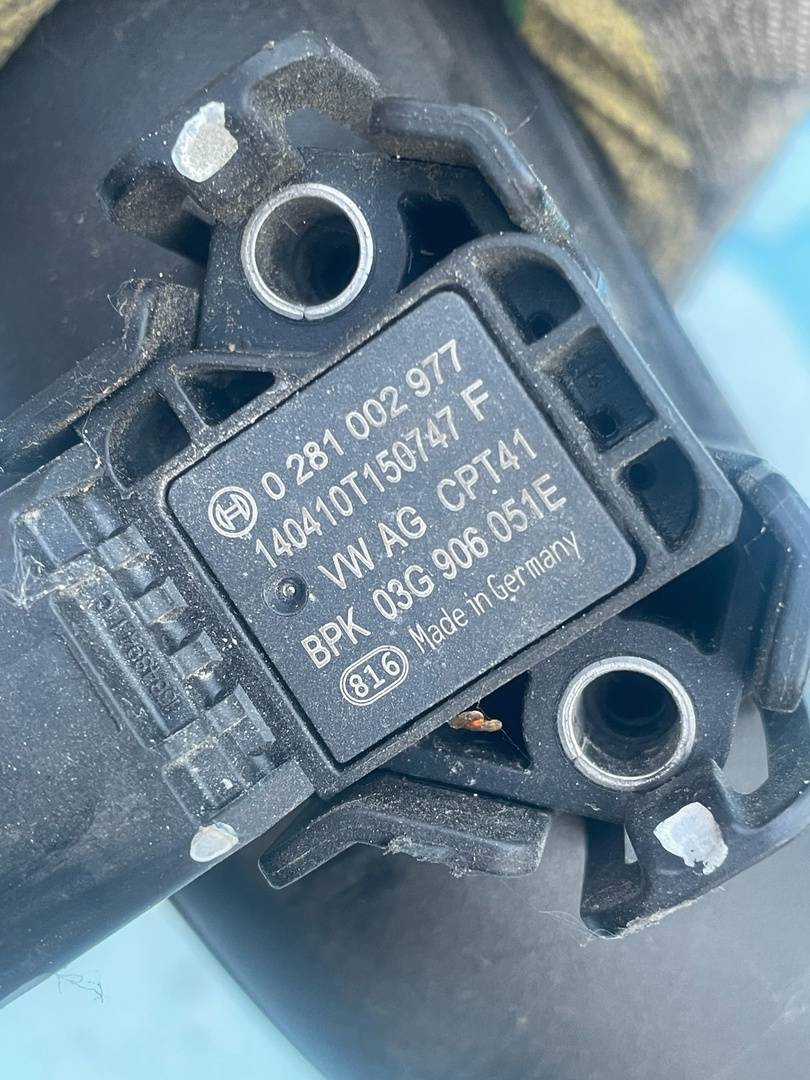 0 281 002 977
140410T150747 F
VW AG CPT41
BPK 03G 906 051E
816 Made in Germany